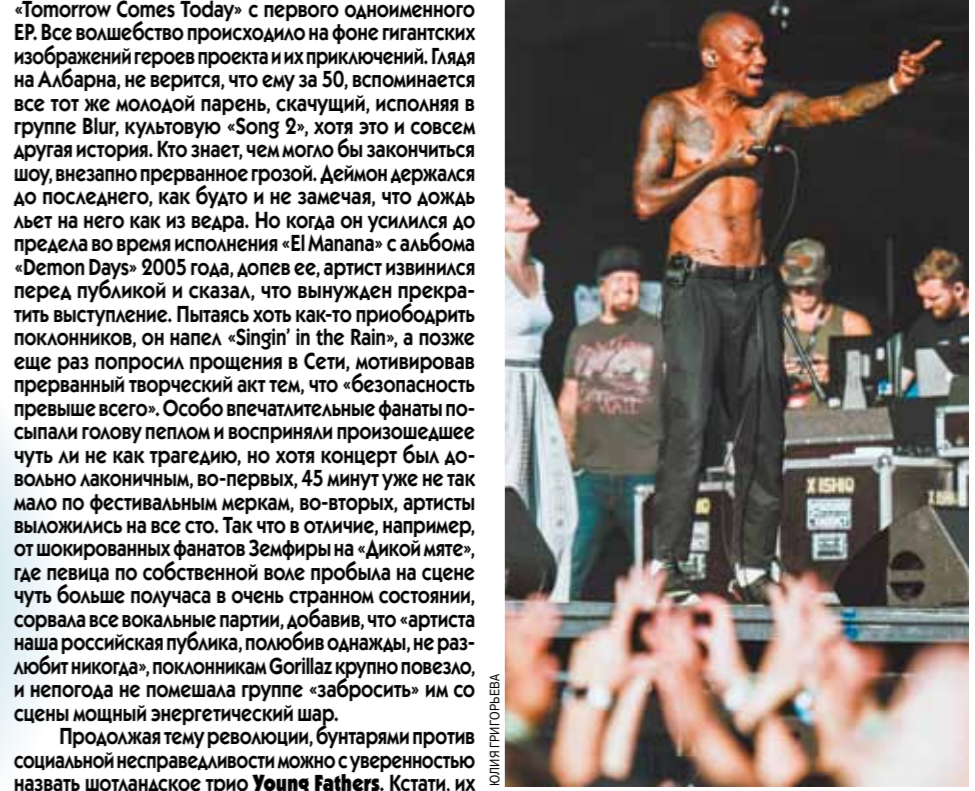 «Tomorrow Comes Today» с первого одноименного
EP. Все волшебство происходило на фоне гигантских
изображений героев проекта и их приключений. Глядя
на Албарна, не верится, что ему за 50, вспоминается
все тот же молодой парень, скачущий, исполняя в
группе Blur, культовую «Song 2», хотя это и совсем
другая история. Кто знает, чем могло бы закончиться
шоу, внезапно прерванное грозой. Деймон держался
до последнего, как будто и не замечая, что дождь
льет на него как из ведра. Но когда он усилился до
предела во время исполнения «El Manana» с альбома
«Demon Days» 2005 года, допев ее, артист извинился
перед публикой и сказал, что вынужден прекра-
тить выступление. Пытаясь хоть как-то приободрить
поклонников, он напел «Singin’ in the Rain», а позже
еще раз попросил прощения в Сети, мотивировав
прерванный творческий акт тем, что «безопасность
превыше всего». Особо впечатлительные фанаты по-
сыпали голову пеплом и восприняли произошедшее
чуть ли не как трагедию, но хотя концерт был до-
вольно лаконичным, во-первых, 45 минут уже не так
мало по фестивальным меркам, во-вторых, артисты
выложились на все сто. Так что в отличие, например,
от шокированных фанатов Земфиры на «Дикой мяте»,
где певица по собственной воле пробыла на сцене
чуть больше получаса в очень странном состоянии,
сорвала все вокальные партии, добавив, что «артиста
наша российская публика, полюбив однажды, не раз-
любит никогда», поклонникам Gorillaz крупно повезло,
и непогода не помешала группе «забросить» им со
сцены мощный энергетический шар.
Продолжая тему революции, бунтарями против
социальной несправедливости можно с уверенностью
назвать шотландское трио Young Fathers. Кстати, их
ЮЛИЯ ГРИГОРЬЕВА